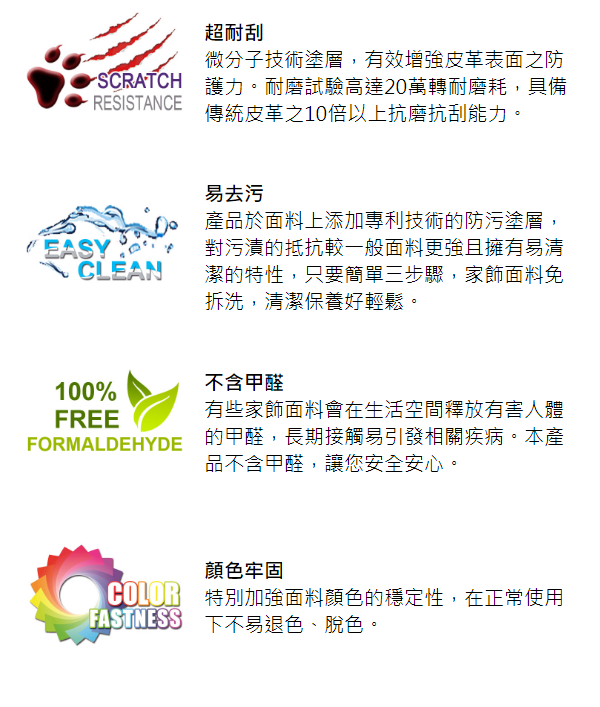 超耐刮
SCRATCH
RESISTANCE
微分子技術塗層，有效增強皮革表面之防
護力。耐磨試驗高達20萬轉耐磨耗，具備
傳統皮革之10倍以上抗磨抗刮能力。
易去污
EASY
CLEAN
產品於面料上添加專利技術的防污塗層，
對污漬的抵抗較一般面料更強且擁有易清
潔的特性，只要簡單三步驟，家飾面料免
拆洗，清潔保養好輕鬆。
100%
FREE
FORMALDEHYDE
不含甲醛
有些家飾面料會在生活空間釋放有害人體
的甲醛，長期接觸易引發相關疾病。本產
品不含甲醛，讓您安全安心。
COLOR
FASTNESS
顏色牢固
特別加強面料顏色的穩定性，在正常使用
下不易退色、脫色。